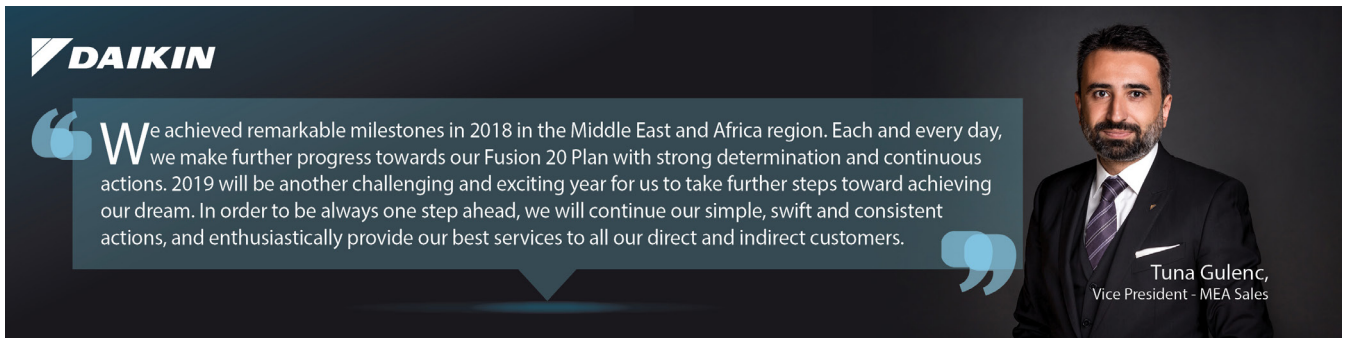 DAIKIN
We achieved remarkable milestones in 2018 in the Middle East and Africa region. Each and every day,
we make further progress towards our Fusion 20 Plan with strong determination and continuous
actions. 2019 will be another challenging and exciting year for us to take further steps toward achieving
our dream. In order to be always one step ahead, we will continue our simple, swift and consistent
actions, and enthusiastically provide our best services to all our direct and indirect customers.
Tuna Gulenc,
Vice President - MEA Sales